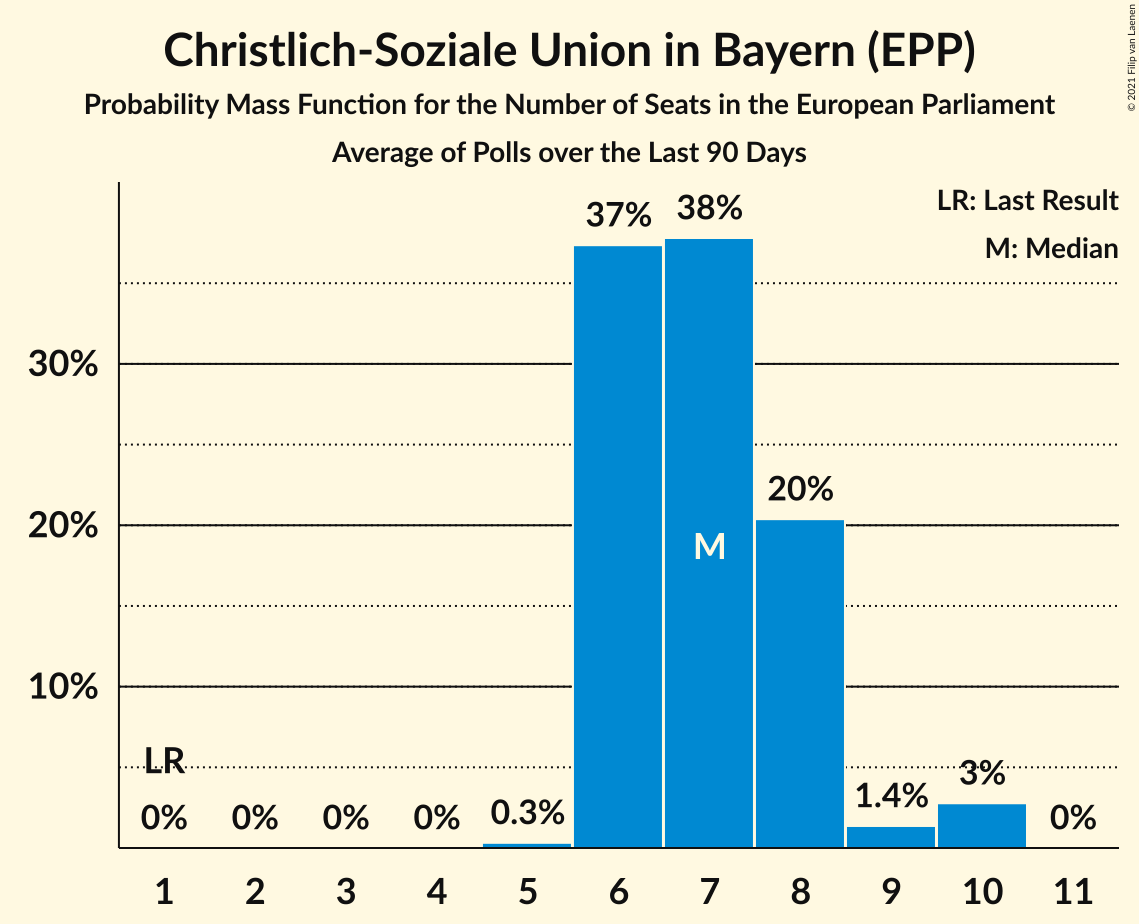 Christlich-Soziale Union in Bayern (EPP)
Probability Mass Function for the Number of Seats in the European Parliament
Average of Polls over the Last 90 Days
© 2021 Filip van Laenen
LR: Last Result
M: Median
37%
38%
30%
20%
20%
M
10%
LR
0%
0%
0%
0%
0.3%
1.4%
3%
0%
1 2 3 4 5 6 7 8 9 10 11